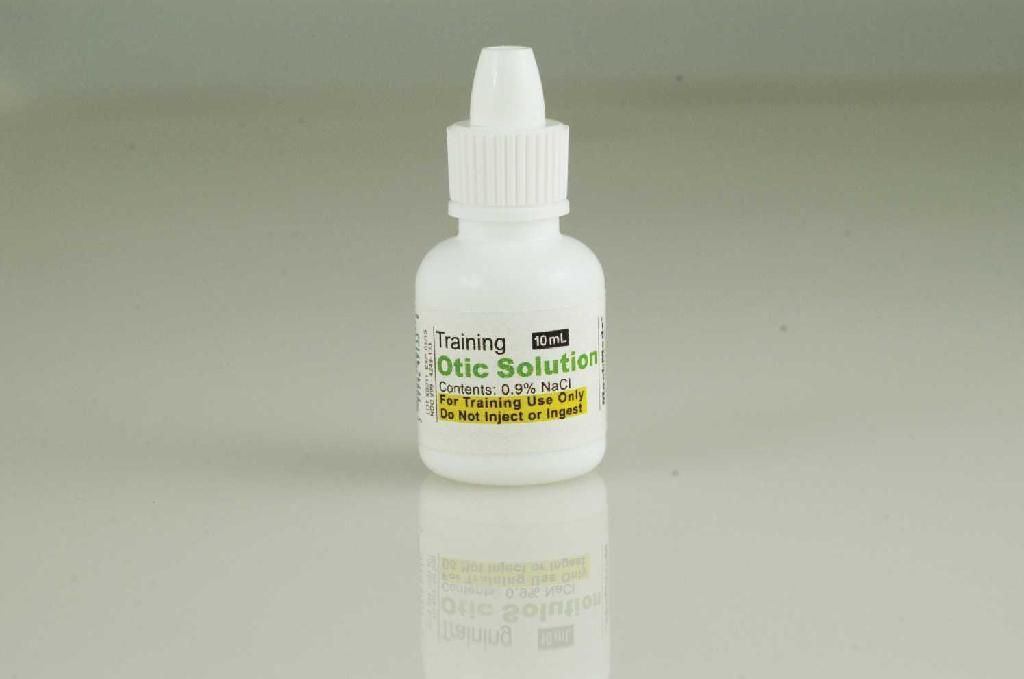 Training 10mL
Otic Solution
Contents: 0.9% NaCl
For Training Use Only
Do Not Inject or Ingest